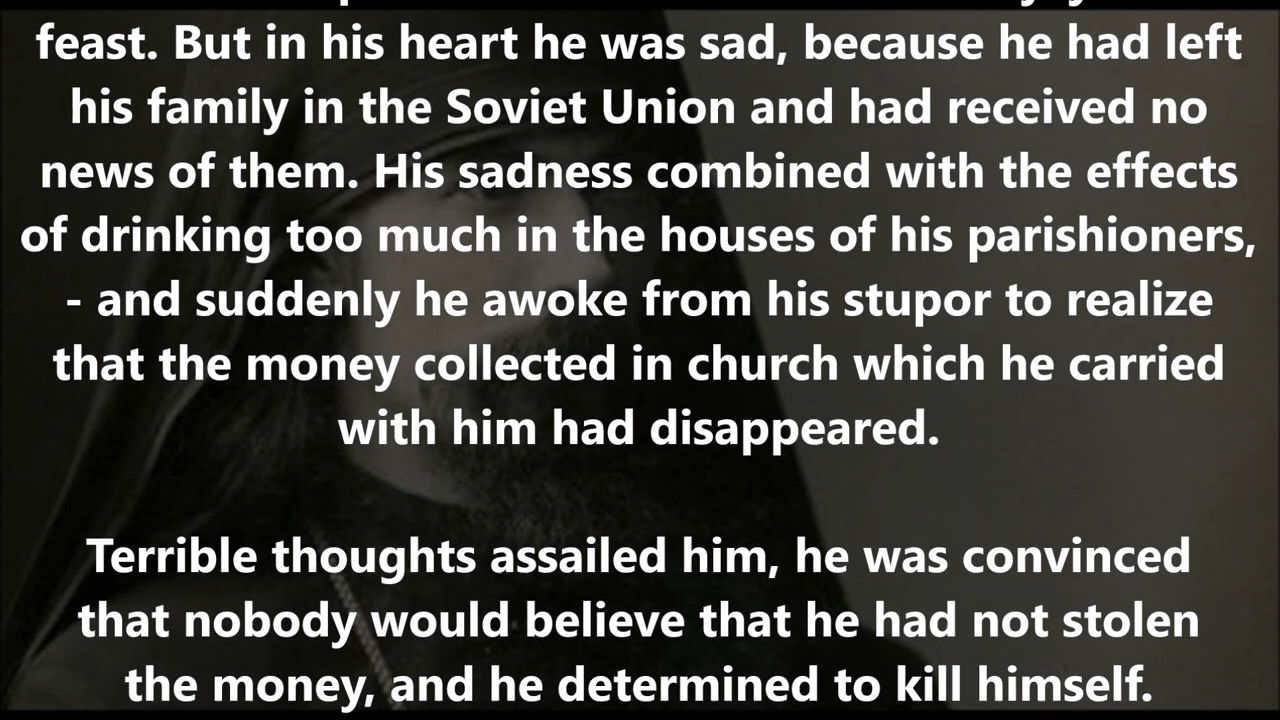 feast. But in his heart he was sad, because he had left
his family in the Soviet Union and had received no
news of them. His sadness combined with the effects
of drinking too much in the houses of his parishioners,
- and suddenly he awoke from his stupor to realize
that the money collected in church which he carried
with him had disappeared.
Terrible thoughts assailed him, he was convinced
that nobody would believe that he had not stolen
the money, and he determined to kill himself.